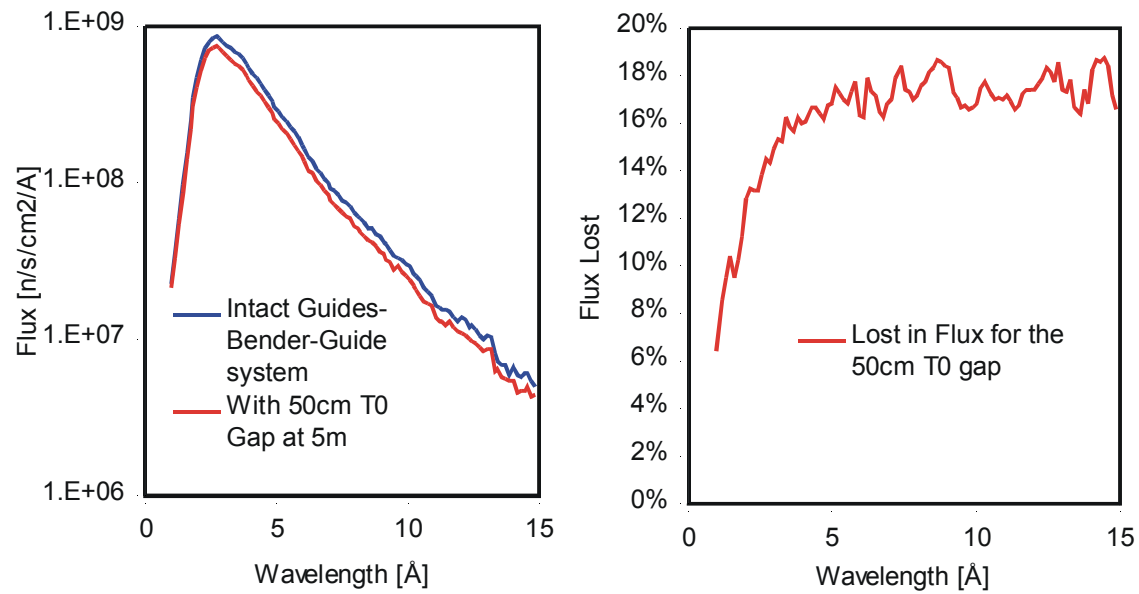 1.E+09
1.E+08
1.E+07
1.E+06
Flux [n/s/cm2/A]
Intact Guides-
Bender-Guide
system
With 50cm T0
Gap at 5m
0
5
10
15
Wavelength [Å]
20%
18%
16%
14%
12%
10%
8%
6%
4%
2%
0%
Flux Lost
Lost in Flux for the
50cm T0 gap
0
5
10
15
Wavelength [Å]